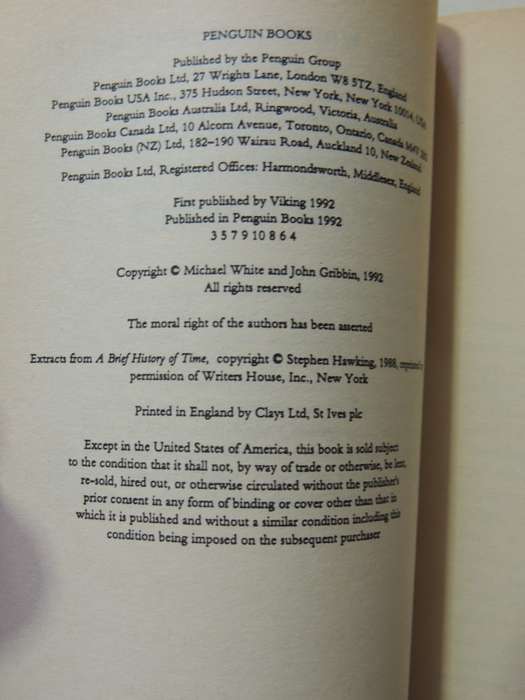 PENGUIN BOOKS
Published by the Penguin Group
Penguin Books Ltd, 27 Wrights Lane, London W8 5TZ, England
Penguin Books USA Inc., 375 Hudson Street, New York, New York 10014, USA
Penguin Books Australia Ltd, Ringwood, Victoria, Australia
Penguin Books Canada Ltd, 10 Alcorn Avenue, Toronto, Ontario, Canada M4V
Penguin Books (NZ) Ltd, 182–190 Wairau Road, Auckland 10, New Zealand
Penguin Books Ltd, Registered Offices: Harmondsworth, Middlesex, England
First published by Viking 1992
Published in Penguin Books 1992
3 5 7 9 10 8 6 4
Copyright © Michael White and John Gribbin, 1992
All rights reserved
The moral right of the authors has been asserted
Extracts from A Brief History of Time, copyright © Stephen Hawking, 1988, reprinted by
permission of Writers House, Inc., New York
Printed in England by Clays Ltd, St Ives plc
Except in the United States of America, this book is sold subject
to the condition that it shall not, by way of trade or otherwise, be lent,
re-sold, hired out, or otherwise circulated without the publisher's
prior consent in any form of binding or cover other than that in
which it is published and without a similar condition including this
condition being imposed on the subsequent purchaser